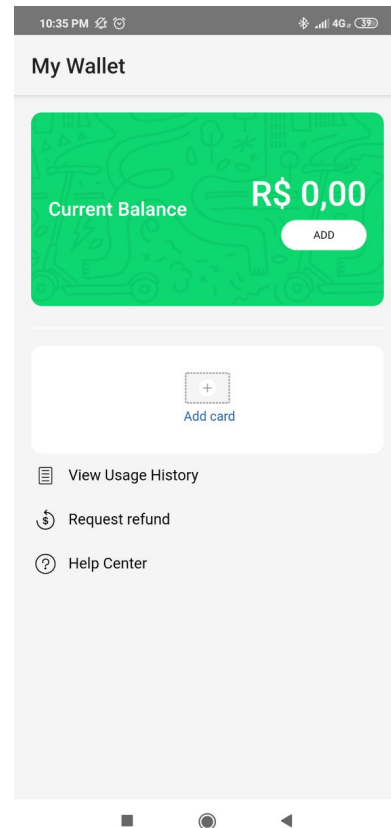 10:35 PM 4G 39
My Wallet
Current Balance
R$ 0,00
ADD
Add card
View Usage History
Request refund
Help Center